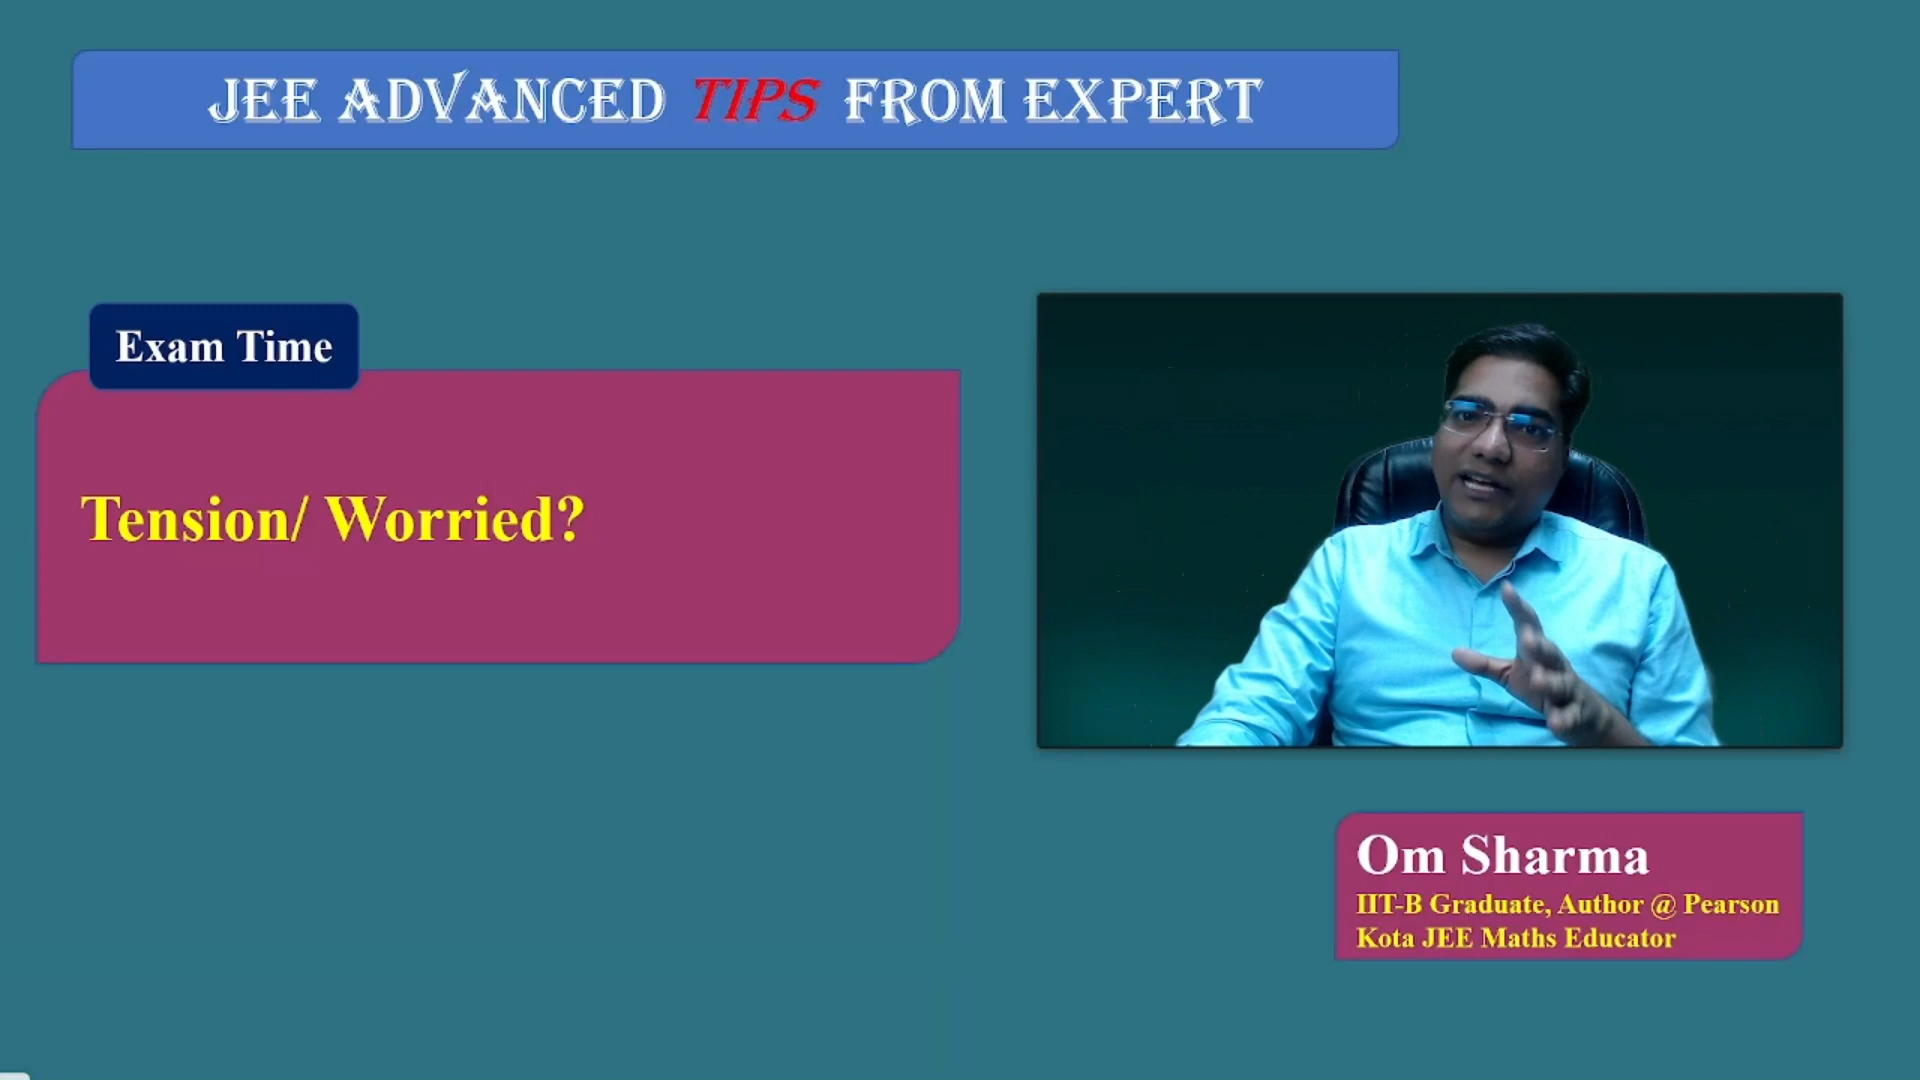 JEE ADVANCED TIPS FROM EXPERT
Exam Time
Tension/ Worried?
Om Sharma
IIT-B Graduate, Author @ Pearson
Kota JEE Maths Educator